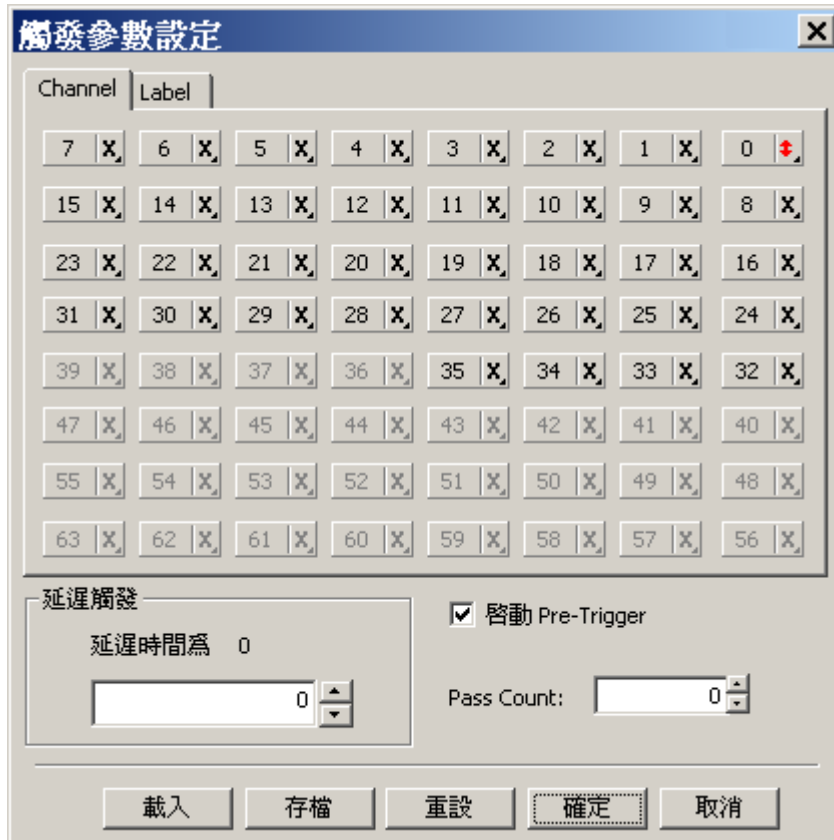 觸發參數設定
Channel Label
7 X 6 X 5 X 4 X 3 X 2 X 1 X 0
15 X 14 X 13 X 12 X 11 X 10 X 9 X 8 X
23 X 22 X 21 X 20 X 19 X 18 X 17 X 16 X
31 X 30 X 29 X 28 X 27 X 26 X 25 X 24 X
39 X 38 X 37 X 36 X 35 X 34 X 33 X 32 X
47 X 46 X 45 X 44 X 43 X 42 X 41 X 40 X
55 X 54 X 53 X 52 X 51 X 50 X 49 X 48 X
63 X 62 X 61 X 60 X 59 X 58 X 57 X 56 X
延遲觸發
延遲時間爲 0
0
啓動 Pre-Trigger
Pass Count: 0
載入 存檔 重設 確定 取消